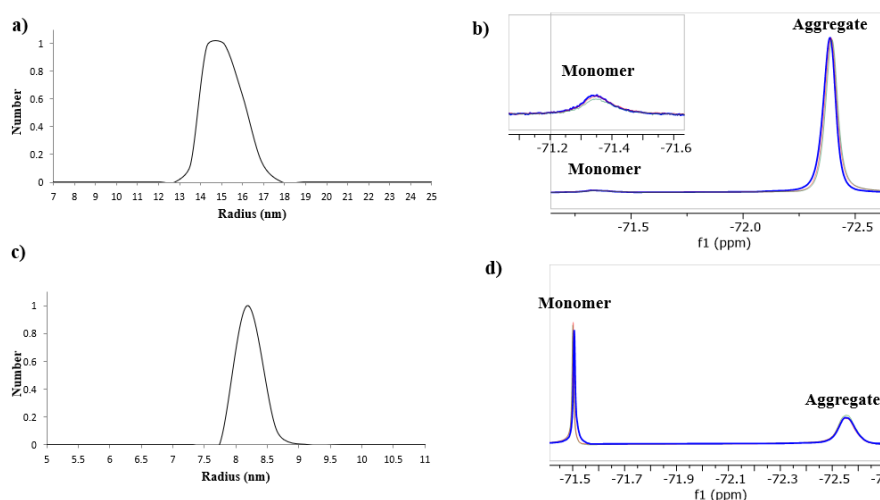 a)
1
0.8
0.6
0.4
0.2
0
Number
7 8 9 10 11 12 13 14 15 16 17 18 19 20 21 22 23 24 25
Radius (nm)
b)
Aggregate
Monomer
-71.2 -71.4 -71.6
Monomer
-71.5 -72.0 -72.5
f1 (ppm)
c)
1
0.8
0.6
0.4
0.2
0
Number
5 5.5 6 6.5 7 7.5 8 8.5 9 9.5 10 10.5 11
Radius (nm)
d)
Monomer
Aggregate
-71.5 -71.7 -71.9 -72.1 -72.3 -72.5
f1 (ppm)